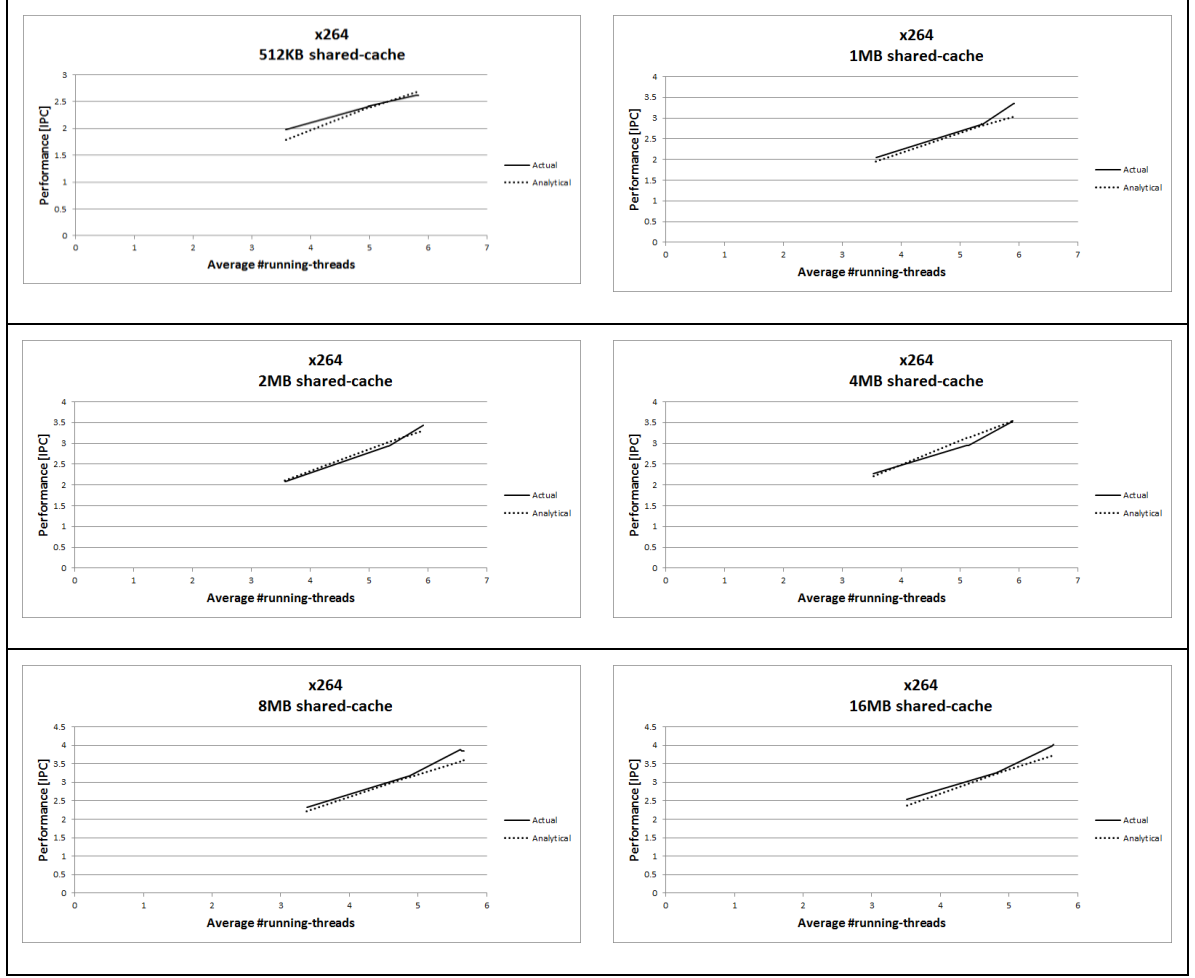 x264
512KB shared-cache
Performance [IPC]
3
2.5
2
1.5
1
0.5
0
0 1 2 3 4 5 6 7
Average #running-threads
Actual
Analytical
x264
1MB shared-cache
Performance [IPC]
4
3.5
3
2.5
2
1.5
1
0.5
0
0 1 2 3 4 5 6 7
Average #running-threads
Actual
Analytical
x264
2MB shared-cache
Performance [IPC]
4
3.5
3
2.5
2
1.5
1
0.5
0
0 1 2 3 4 5 6 7
Average #running-threads
Actual
Analytical
x264
4MB shared-cache
Performance [IPC]
4
3.5
3
2.5
2
1.5
1
0.5
0
0 1 2 3 4 5 6 7
Average #running-threads
Actual
Analytical
x264
8MB shared-cache
Performance [IPC]
4.5
4
3.5
3
2.5
2
1.5
1
0.5
0
0 1 2 3 4 5 6
Average #running-threads
Actual
Analytical
x264
16MB shared-cache
Performance [IPC]
4.5
4
3.5
3
2.5
2
1.5
1
0.5
0
0 1 2 3 4 5 6
Average #running-threads
Actual
Analytical